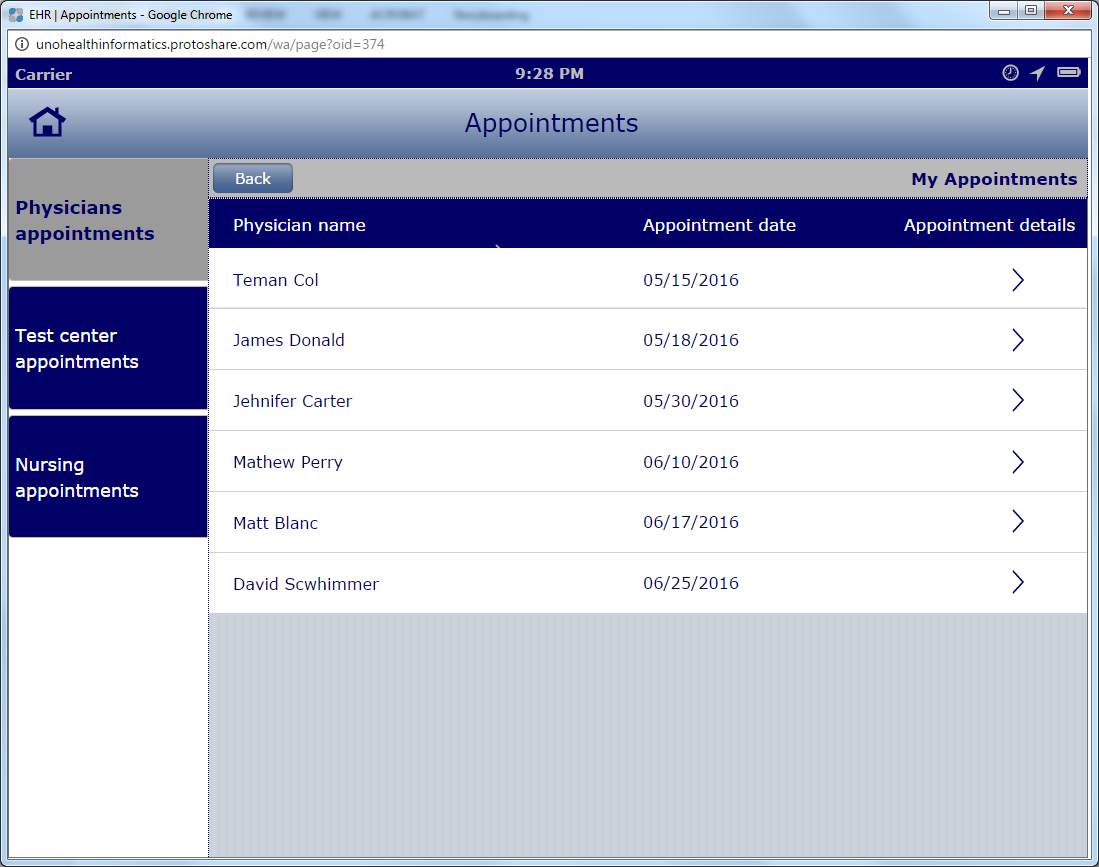 EHR | Appointments - Google Chrome
unohealthinformatics.protoshare.com/wa/page?oid=374
Carrier 9:28 PM
Appointments
Physicians
appointments
Test center
appointments
Nursing
appointments
Back My Appointments
Physician name Appointment date Appointment details
Teman Col 05/15/2016
James Donald 05/18/2016
Jehnifer Carter 05/30/2016
Mathew Perry 06/10/2016
Matt Blanc 06/17/2016
David Scwhimmer 06/25/2016